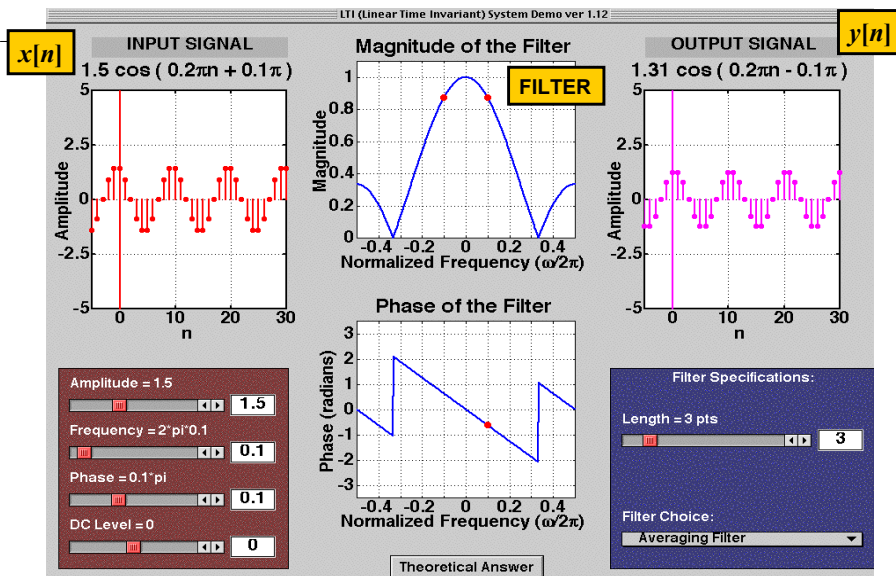 LTI (Linear Time Invariant) System Demo ver 1.12
x[n]
INPUT SIGNAL
1.5 cos ( 0.2πn + 0.1π )
5
2.5
0
-2.5
-5
Amplitude
0 10 20 30
n
Magnitude of the Filter
FILTER
1
0.8
0.6
0.4
0.2
0
Magnitude
-0.4 -0.2 0 0.2 0.4
Normalized Frequency (ω/2π)
y[n]
OUTPUT SIGNAL
1.31 cos ( 0.2πn - 0.1π )
5
2.5
0
-2.5
-5
Amplitude
0 10 20 30
n
Phase of the Filter
3
2
1
0
-1
-2
-3
Phase (radians)
-0.4 -0.2 0 0.2 0.4
Normalized Frequency (ω/2π)
Amplitude = 1.5
1.5
Frequency = 2*pi*0.1
0.1
Phase = 0.1*pi
0.1
DC Level = 0
0
Filter Specifications:
Length = 3 pts
3
Filter Choice:
Averaging Filter
Theoretical Answer